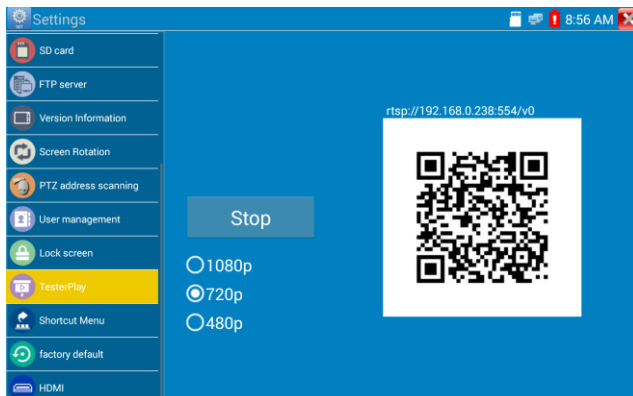 Settings
8:56 AM
SD card
FTP server
Version Information
Screen Rotation
PTZ address scanning
User management
Lock screen
TesterPlay
Shortcut Menu
factory default
HDMI
rtsp://192.168.0.238:554/v0
Stop
1080p
720p
480p